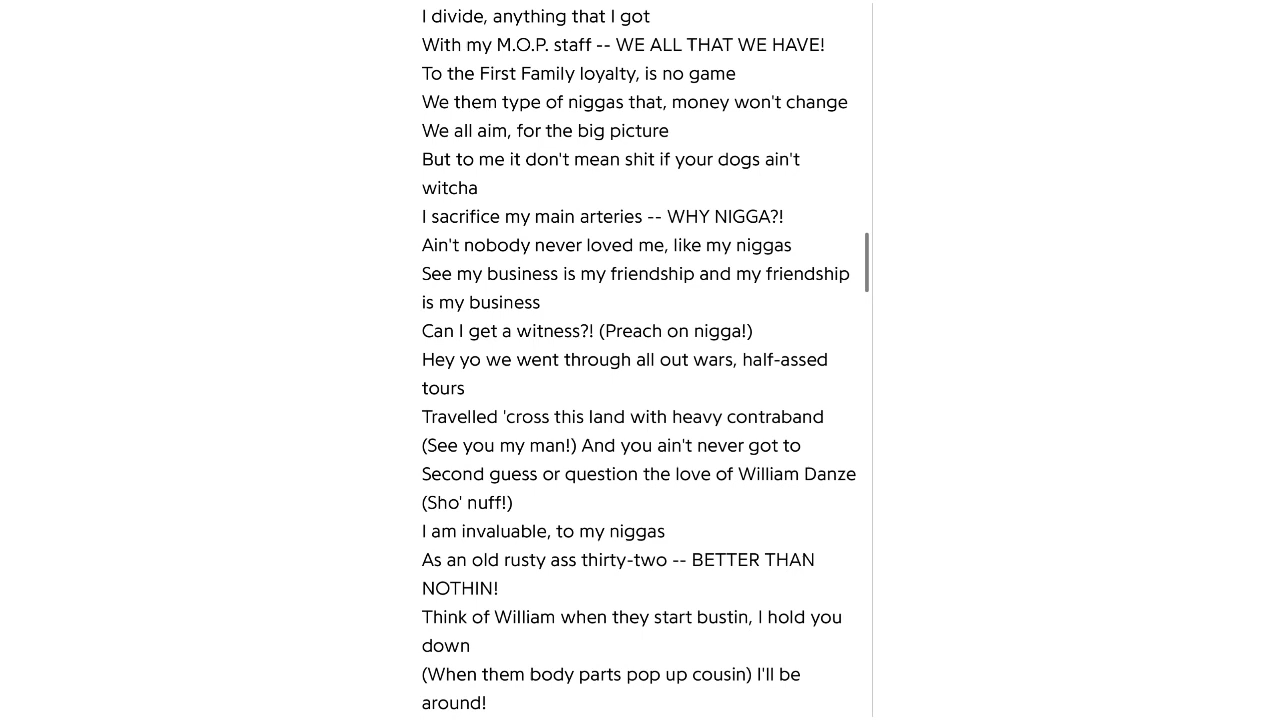 I divide, anything that I got
With my M.O.P. staff -- WE ALL THAT WE HAVE!
To the First Family loyalty, is no game
We them type of niggas that, money won't change
We all aim, for the big picture
But to me it don't mean shit if your dogs ain't
witcha
I sacrifice my main arteries -- WHY NIGGA?!
Ain't nobody never loved me, like my niggas
See my business is my friendship and my friendship
is my business
Can I get a witness?! (Preach on nigga!)
Hey yo we went through all out wars, half-assed
tours
Travelled 'cross this land with heavy contraband
(See you my man!) And you ain't never got to
Second guess or question the love of William Danze
(Sho' nuff!)
I am invaluable, to my niggas
As an old rusty ass thirty-two -- BETTER THAN
NOTHIN!
Think of William when they start bustin, I hold you
down
(When them body parts pop up cousin) I'll be
around!